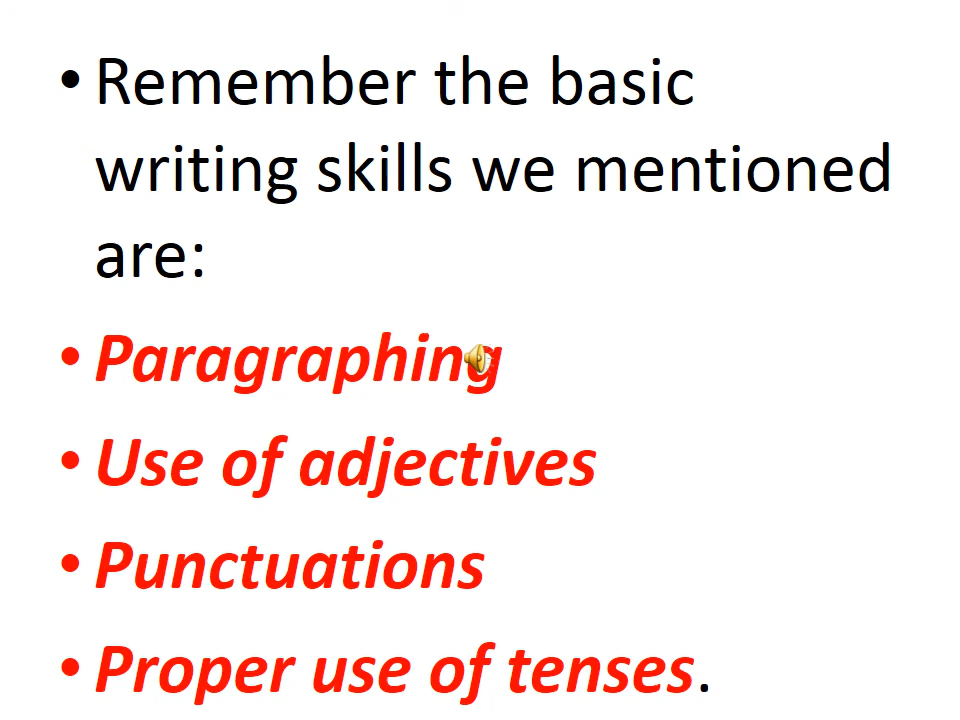 • Remember the basic
writing skills we mentioned
are:
• Paragraphing
• Use of adjectives
• Punctuations
• Proper use of tenses.